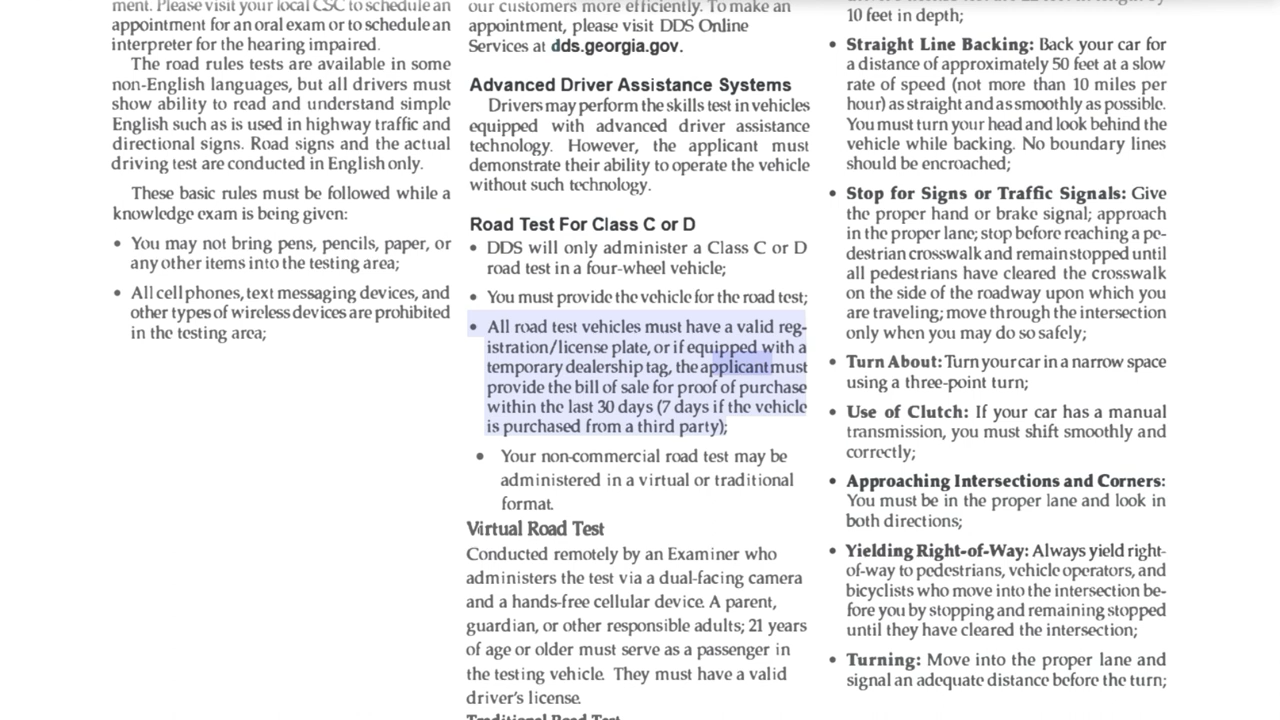 ment. Please visit your local CSC to schedule an
appointment for an oral exam or to schedule an
interpreter for the hearing impaired.
The road rules tests are available in some
non-English languages, but all drivers must
show ability to read and understand simple
English such as is used in highway traffic and
directional signs. Road signs and the actual
driving test are conducted in English only.
These basic rules must be followed while a
knowledge exam is being given:
• You may not bring pens, pencils, paper, or
any other items into the testing area;
• All cell phones, text messaging devices, and
other types of wireless devices are prohibited
in the testing area;
our customers more efficiently. To make an
appointment, please visit DDS Online
Services at dds.georgia.gov.
Advanced Driver Assistance Systems
Drivers may perform the skills test in vehicles
equipped with advanced driver assistance
technology. However, the applicant must
demonstrate their ability to operate the vehicle
without such technology.
Road Test For Class C or D
• DDS will only administer a Class C or D
road test in a four-wheel vehicle;
• You must provide the vehicle for the road test;
• All road test vehicles must have a valid reg-
istration/license plate, or if equipped with a
temporary dealership tag, the applicant must
provide the bill of sale for proof of purchase
within the last 30 days (7 days if the vehicle
is purchased from a third party);
• Your non-commercial road test may be
administered in a virtual or traditional
format.
Virtual Road Test
Conducted remotely by an Examiner who
administers the test via a dual-facing camera
and a hands-free cellular device. A parent,
guardian, or other responsible adults; 21 years
of age or older must serve as a passenger in
the testing vehicle. They must have a valid
driver's license.
Traditional Road Test
10 feet in depth;
• Straight Line Backing: Back your car for
a distance of approximately 50 feet at a slow
rate of speed (not more than 10 miles per
hour) as straight and as smoothly as possible.
You must turn your head and look behind the
vehicle while backing. No boundary lines
should be encroached;
• Stop for Signs or Traffic Signals: Give
the proper hand or brake signal; approach
in the proper lane; stop before reaching a pe-
destrian crosswalk and remain stopped until
all pedestrians have cleared the crosswalk
on the side of the roadway upon which you
are traveling; move through the intersection
only when you may do so safely;
• Turn About: Turn your car in a narrow space
using a three-point turn;
• Use of Clutch: If your car has a manual
transmission, you must shift smoothly and
correctly;
• Approaching Intersections and Corners:
You must be in the proper lane and look in
both directions;
• Yielding Right-of-Way: Always yield right-
of-way to pedestrians, vehicle operators, and
bicyclists who move into the intersection be-
fore you by stopping and remaining stopped
until they have cleared the intersection;
• Turning: Move into the proper lane and
signal an adequate distance before the turn;